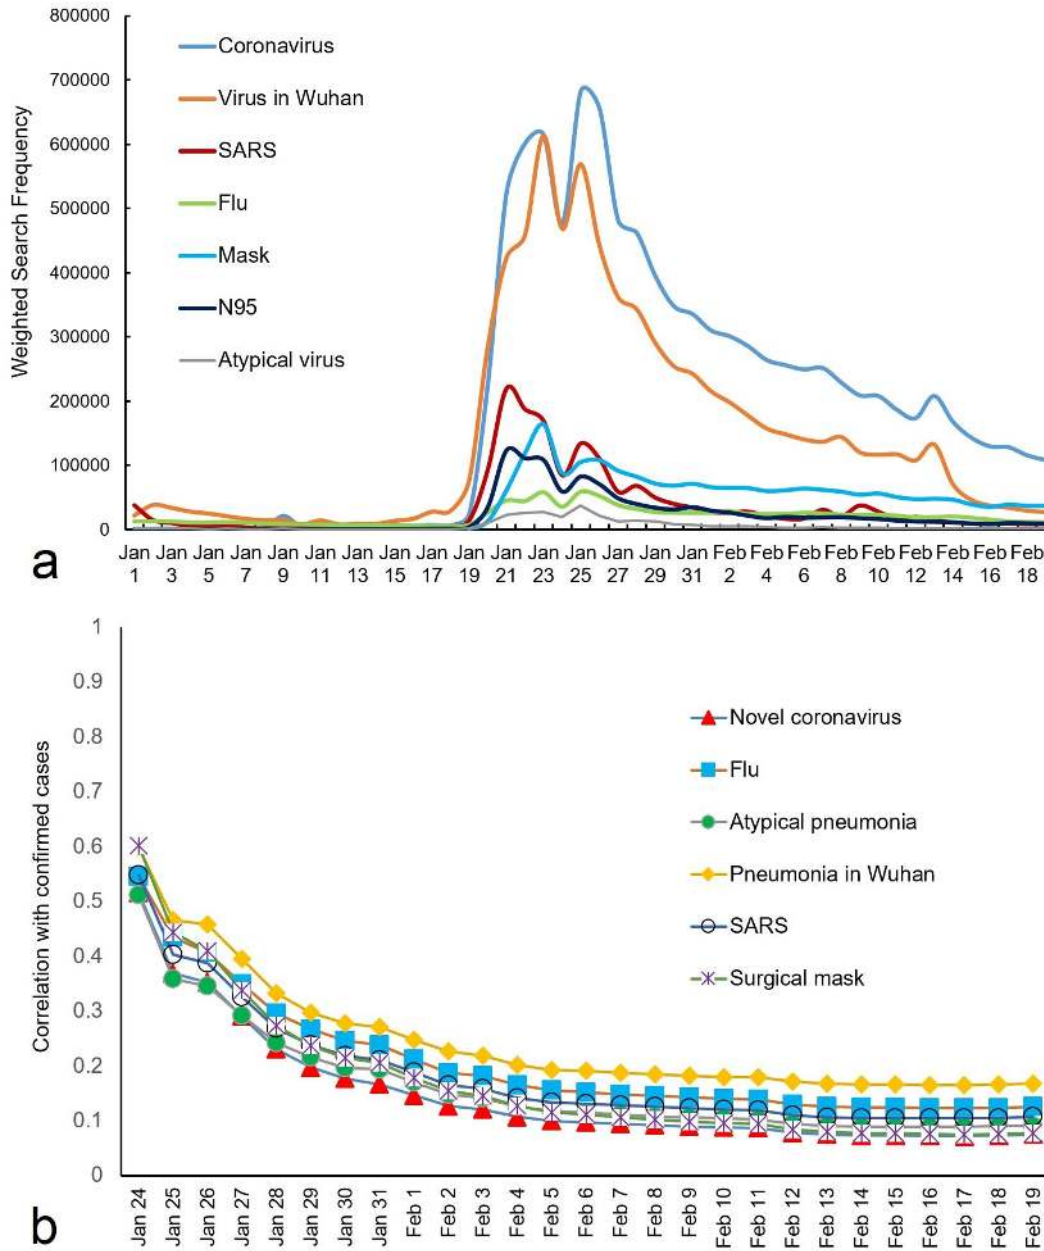 800000
700000
600000
500000
400000
300000
200000
100000
0
Weighted Search Frequency
Coronavirus
Virus in Wuhan
SARS
Flu
Mask
N95
Atypical virus
Jan Jan Jan Jan Jan Jan Jan Jan Jan Jan Jan Jan Jan Jan Jan Jan Feb Feb Feb Feb Feb Feb Feb Feb Feb
1 3 5 7 9 11 13 15 17 19 21 23 25 27 29 31 2 4 6 8 10 12 14 16 18
a
1
0.9
0.8
0.7
0.6
0.5
0.4
0.3
0.2
0.1
0
Correlation with confirmed cases
Novel coronavirus
Flu
Atypical pneumonia
Pneumonia in Wuhan
SARS
Surgical mask
Jan 24
Jan 25
Jan 26
Jan 27
Jan 28
Jan 29
Jan 30
Jan 31
Feb 1
Feb 2
Feb 3
Feb 4
Feb 5
Feb 6
Feb 7
Feb 8
Feb 9
Feb 10
Feb 11
Feb 12
Feb 13
Feb 14
Feb 15
Feb 16
Feb 17
Feb 18
Feb 19
b